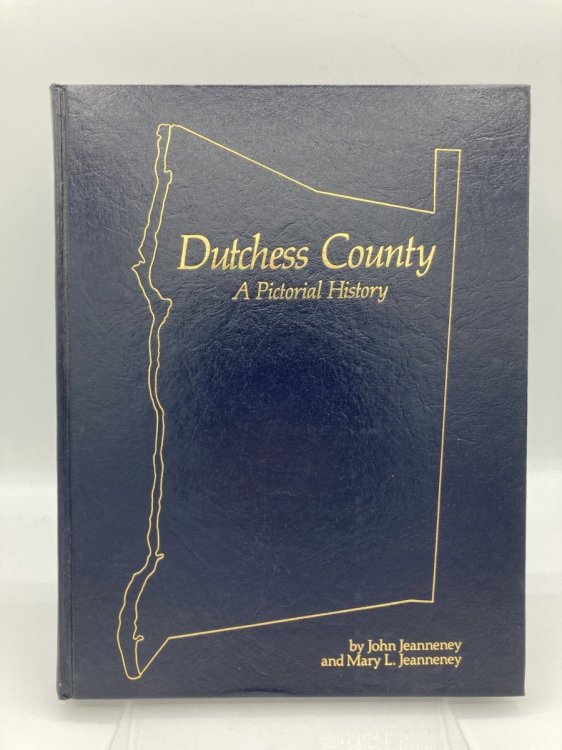 Dutchess County
A Pictorial History
by John Jeanneney
and Mary L. Jeanneney